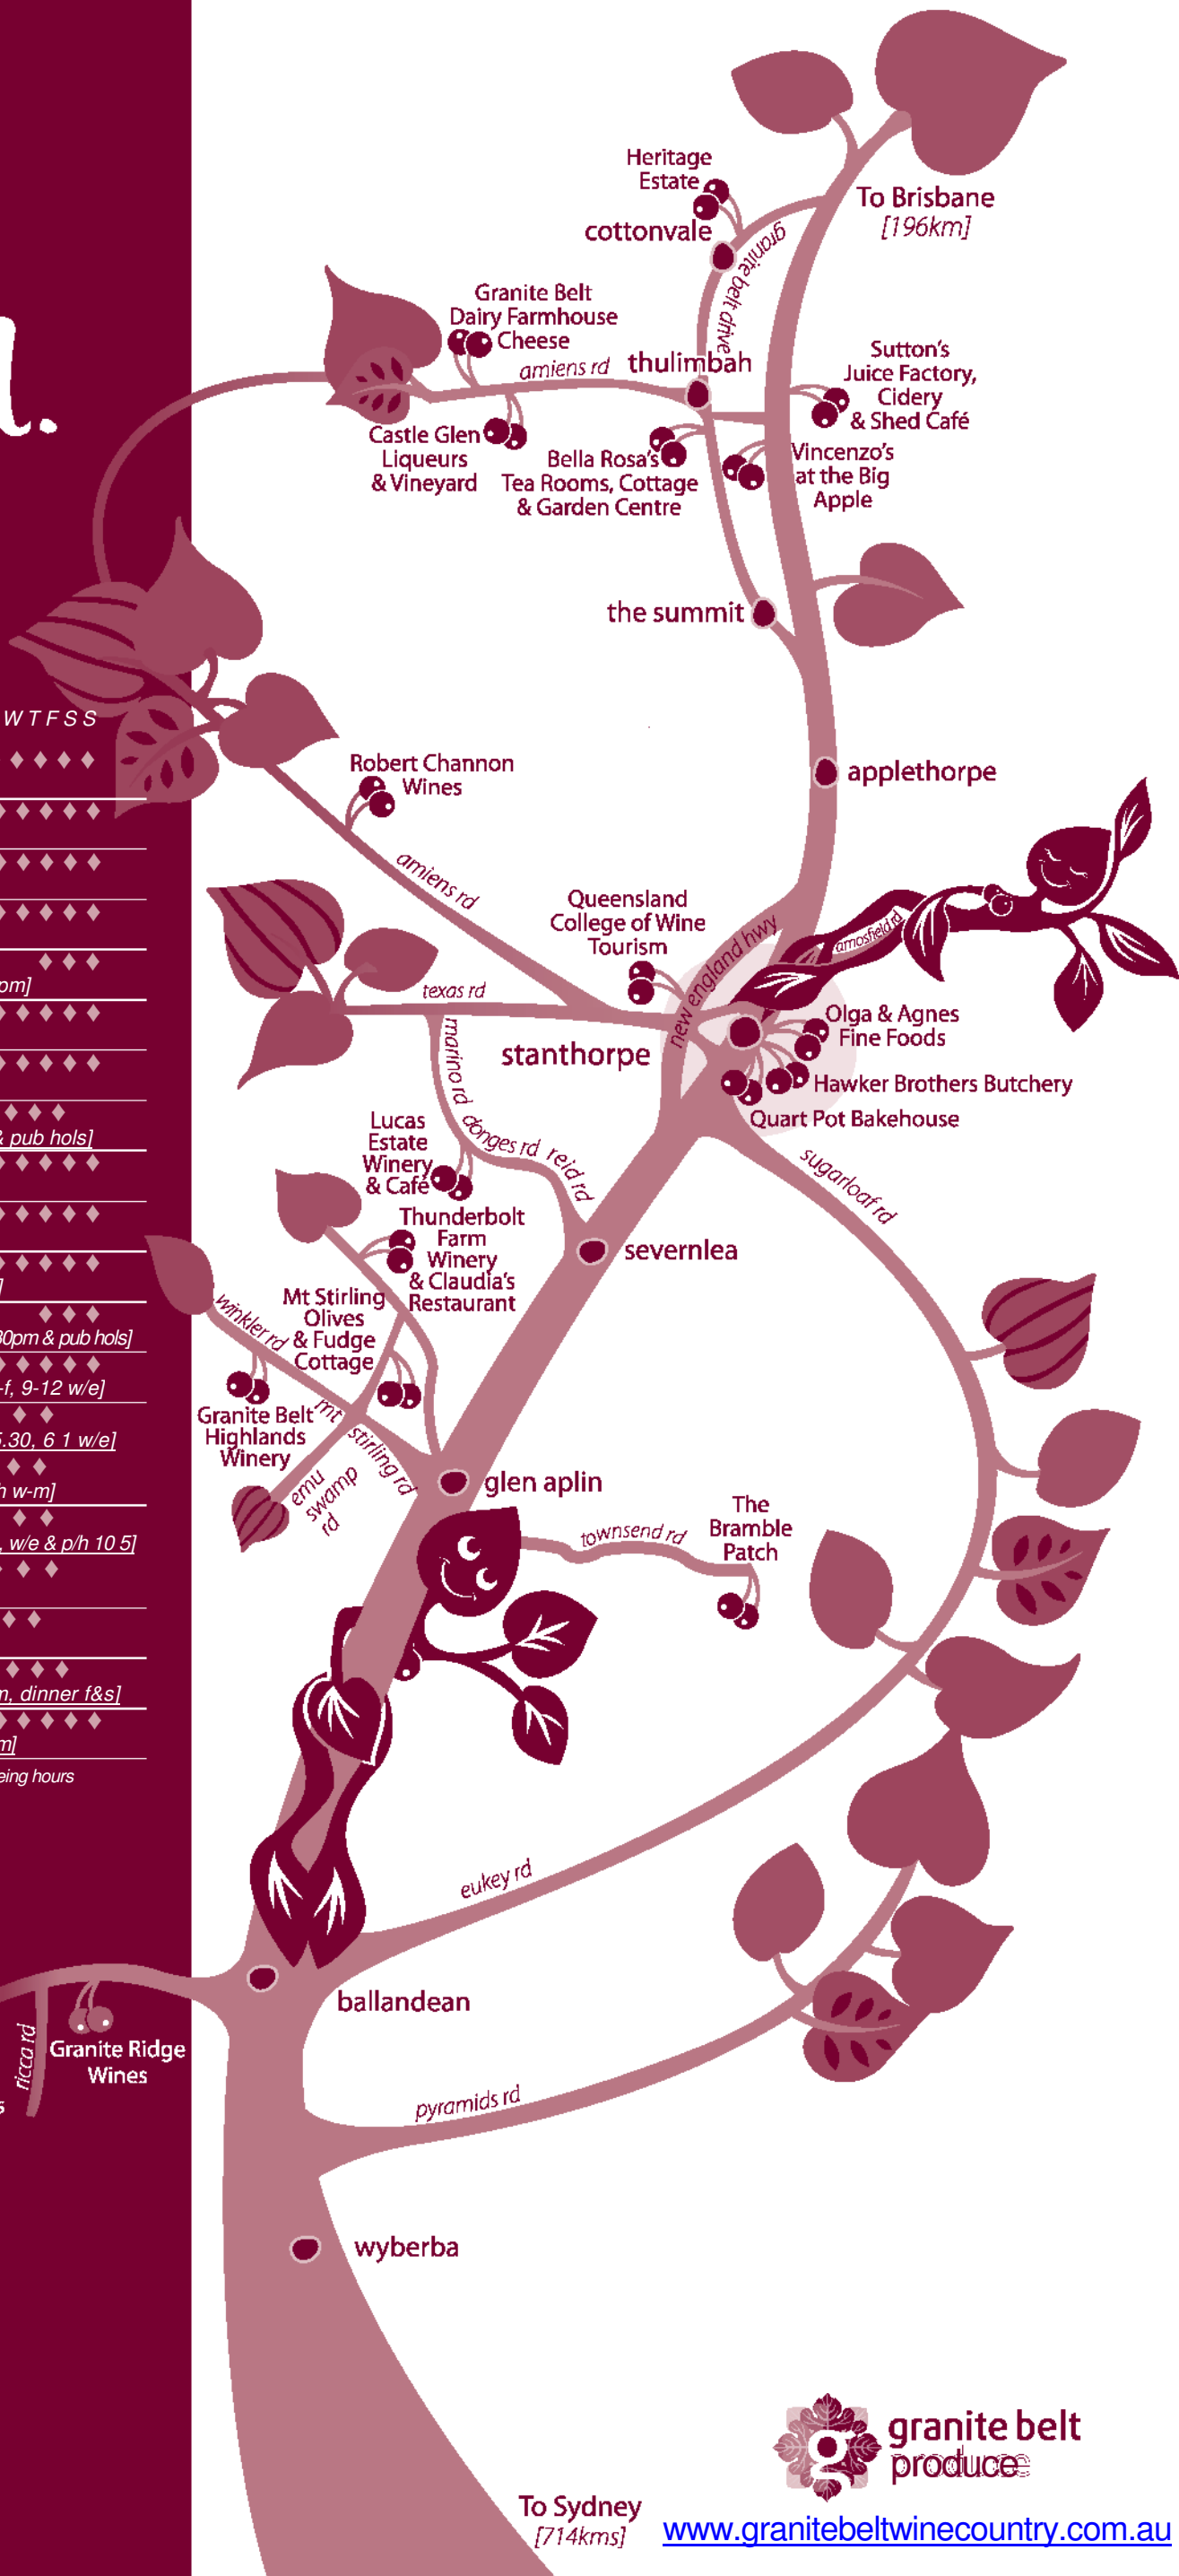 Heritage
Estate
cottonvale
granite belt drive
To Brisbane
[196km]
Granite Belt
Dairy Farmhouse
Cheese
amiens rd
thulimbah
Sutton's
Juice Factory,
Cidery
& Shed Café
Castle Glen
Liqueurs
& Vineyard
Bella Rosa's
Tea Rooms, Cottage
& Garden Centre
Vincenzo's
at the Big
Apple
the summit
W T F S S
Robert Channon
Wines
applethorpe
amiens rd
Queensland
College of Wine
Tourism
new england hwy
amosfield rd
texas rd
stanthorpe
Olga & Agnes
Fine Foods
Hawker Brothers Butchery
Quart Pot Bakehouse
marino rd
donges rd
reid rd
sugarloaf rd
Lucas
Estate
Winery
& Café
& pub hols]
Thunderbolt
Farm
Winery
& Claudia's
Restaurant
severnlea
Mt Stirling
Olives
& Fudge
Cottage
winkler rd
30pm & pub hols]
-f, 9-12 w/e]
Granite Belt
Highlands
Winery
mt stirling rd
5.30, 6 1 w/e]
emu
swamp
rd
glen aplin
h w-m]
, w/e & p/h 10 5]
townsend rd
The
Bramble
Patch
m, dinner f&s]
m]
eing hours
eukey rd
ballandean
ricca rd
Granite Ridge
Wines
s
pyramids rd
wyberba
granite belt
produce
To Sydney
[714kms]
www.granitebeltwinecountry.com.au